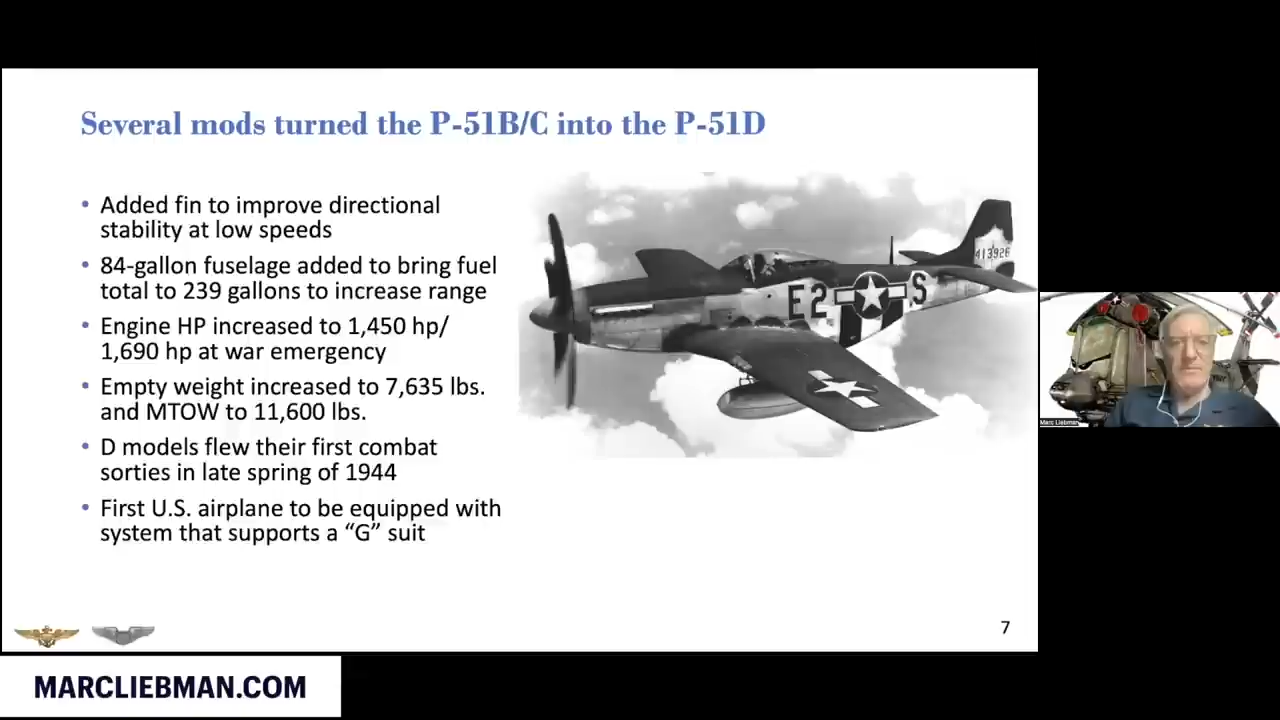 Several mods turned the P-51B/C into the P-51D
• Added fin to improve directional
stability at low speeds
• 84-gallon fuselage added to bring fuel
total to 239 gallons to increase range
• Engine HP increased to 1,450 hp/
1,690 hp at war emergency
• Empty weight increased to 7,635 lbs.
and MTOW to 11,600 lbs.
• D models flew their first combat
sorties in late spring of 1944
• First U.S. airplane to be equipped with
system that supports a “G” suit
413926
E2 S
Marc Liebman
7
MARCLIEBMAN.COM